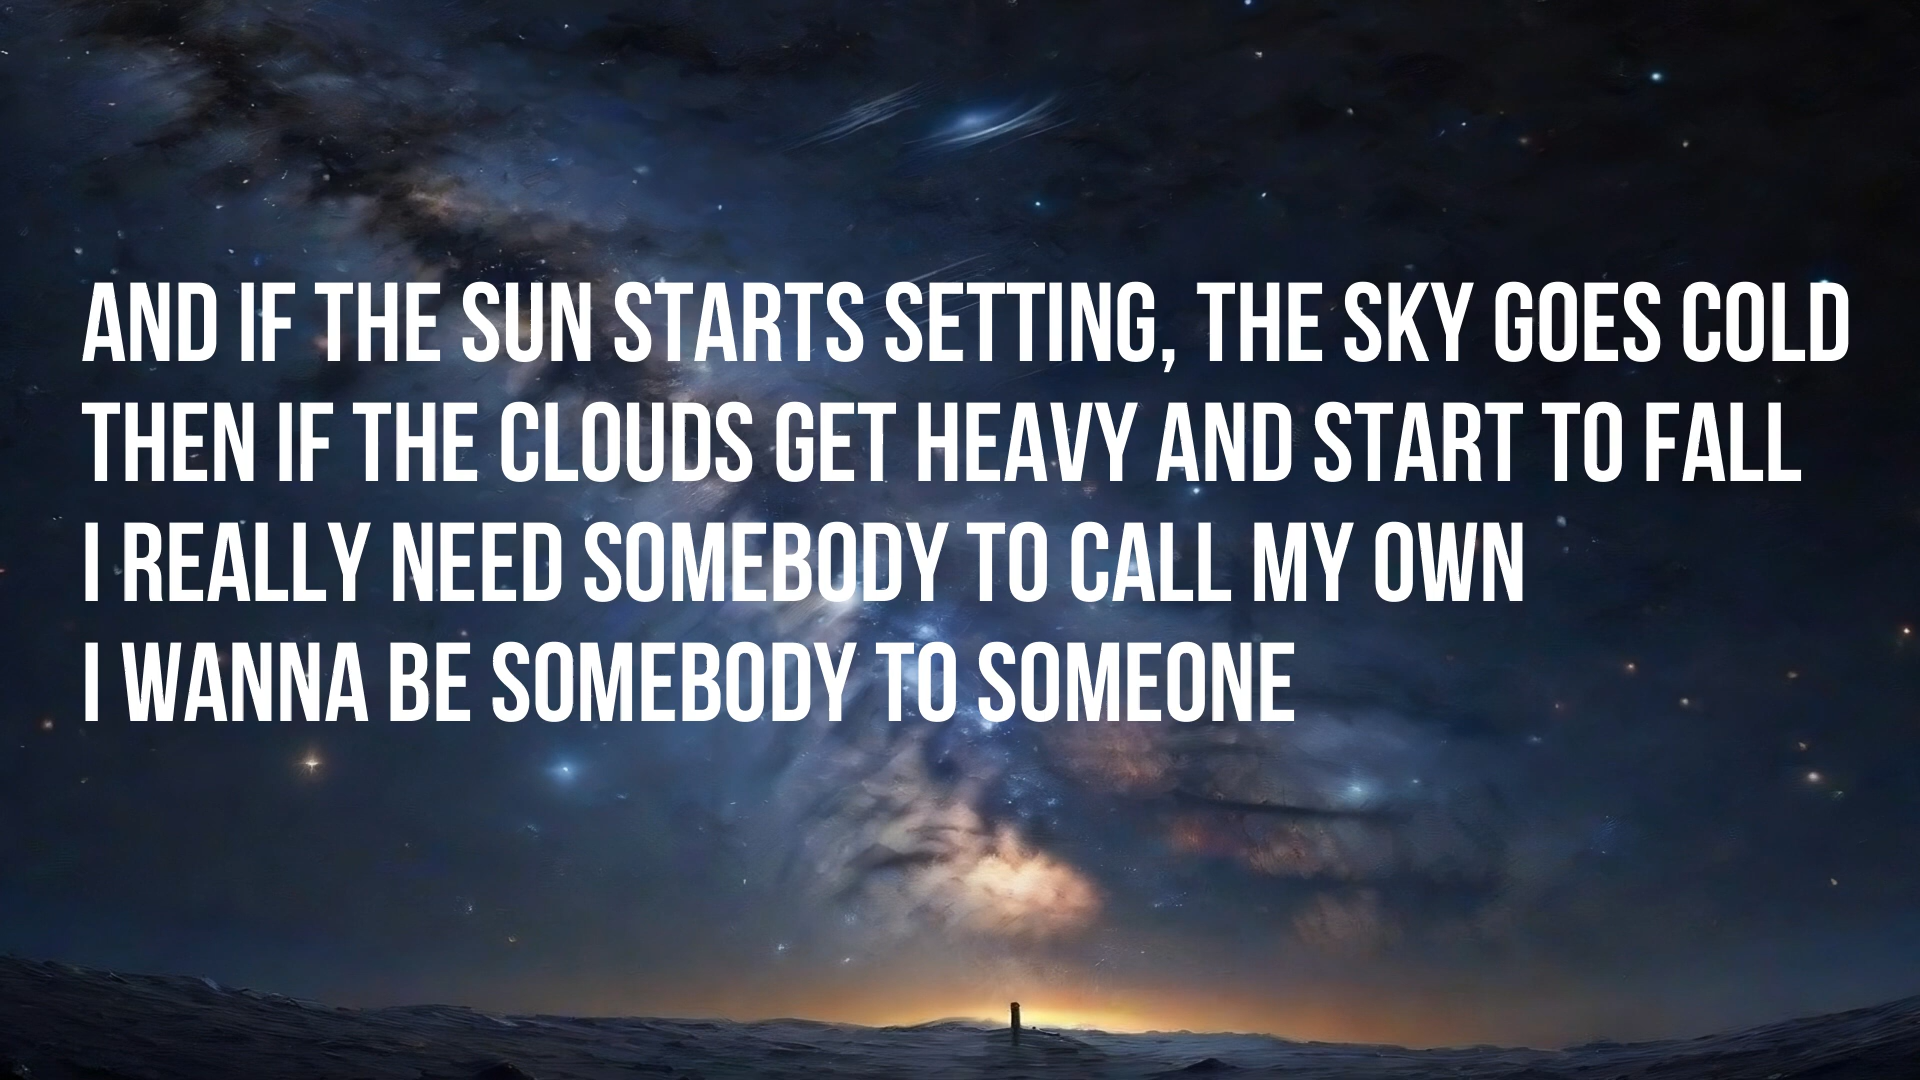 AND IF THE SUN STARTS SETTING, THE SKY GOES COLD
THEN IF THE CLOUDS GET HEAVY AND START TO FALL
I REALLY NEED SOMEBODY TO CALL MY OWN
I WANNA BE SOMEBODY TO SOMEONE